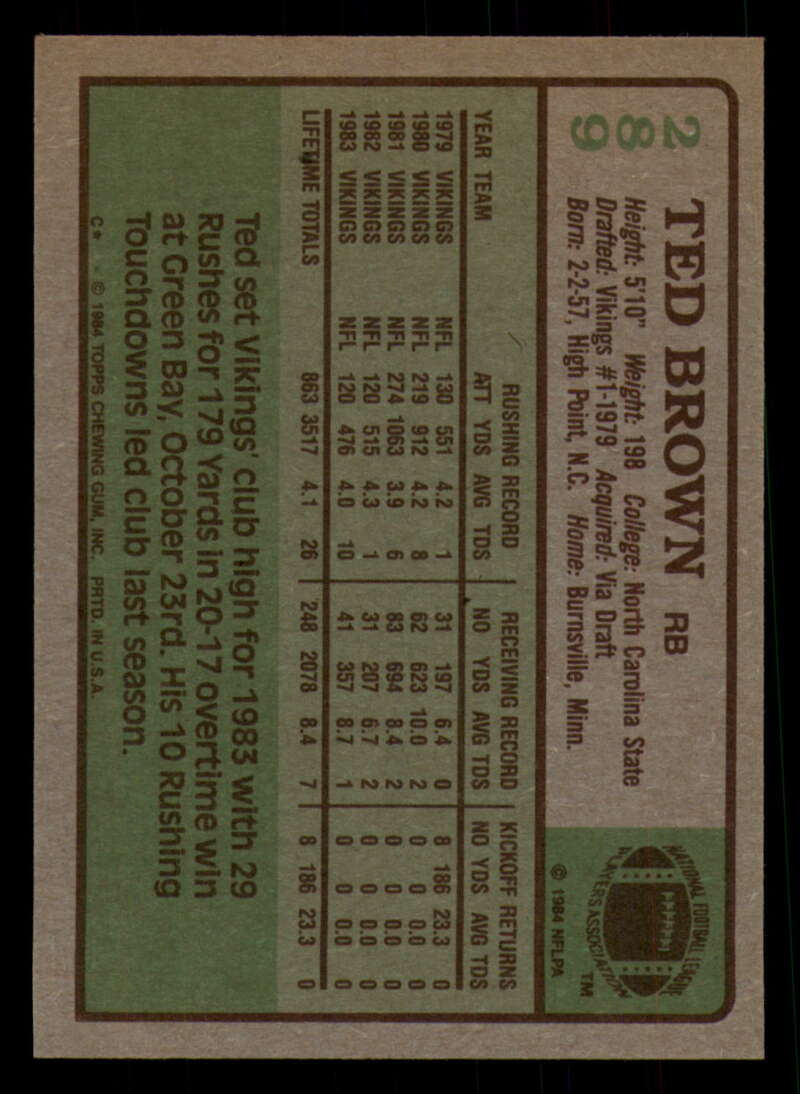 289
TED BROWN RB
Height: 5'10" Weight: 198 College: North Carolina State
Drafted: Vikings #1-1979 Acquired: Via Draft
Born: 2-2-57, High Point, N.C. Home: Burnsville, Minn.
NATIONAL FOOTBALL LEAGUE
PLAYERS ASSOCIATION
TM
© 1984 NFLPA
RUSHING RECORD RECEIVING RECORD KICKOFF RETURNS
YEAR TEAM ATT YDS AVG TDS NO YDS AVG TDS NO YDS AVG TDS
1979 VIKINGS NFL 130 551 4.2 1 31 197 6.4 0 8 186 23.3 0
1980 VIKINGS NFL 219 912 4.2 8 62 623 10.0 2 0 0 0.0 0
1981 VIKINGS NFL 274 1063 3.9 6 83 694 8.4 2 0 0 0.0 0
1982 VIKINGS NFL 120 515 4.3 1 31 207 6.7 2 0 0 0.0 0
1983 VIKINGS NFL 120 476 4.0 10 41 357 8.7 1 0 0 0.0 0
LIFETIME TOTALS 863 3517 4.1 26 248 2078 8.4 7 8 186 23.3 0
Ted set Vikings' club high for 1983 with 29
Rushes for 179 Yards in 20-17 overtime win
at Green Bay, October 23rd. His 10 Rushing
Touchdowns led club last season.
C* © 1984 TOPPS CHEWING GUM, INC. PRTD. IN U.S.A.